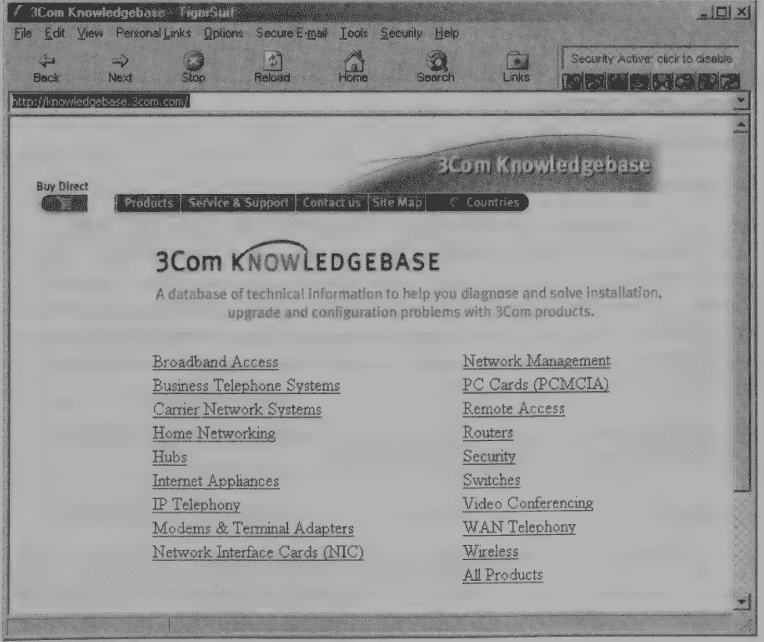 3Com Knowledgebase - TigerSurf
File Edit View Personal Links Options Secure E-mail Tools Security Help
Back Next Stop Reload Home Search Links
Security Active: click to disable
http://knowledgebase.3com.com/
3Com Knowledgebase
Buy Direct
Products Service & Support Contact us Site Map Countries
3Com KNOWLEDGEBASE
A database of technical information to help you diagnose and solve installation,
upgrade and configuration problems with 3Com products.
Broadband Access
Business Telephone Systems
Carrier Network Systems
Home Networking
Hubs
Internet Appliances
IP Telephony
Modems & Terminal Adapters
Network Interface Cards (NIC)
Network Management
PC Cards (PCMCIA)
Remote Access
Routers
Security
Switches
Video Conferencing
WAN Telephony
Wireless
All Products